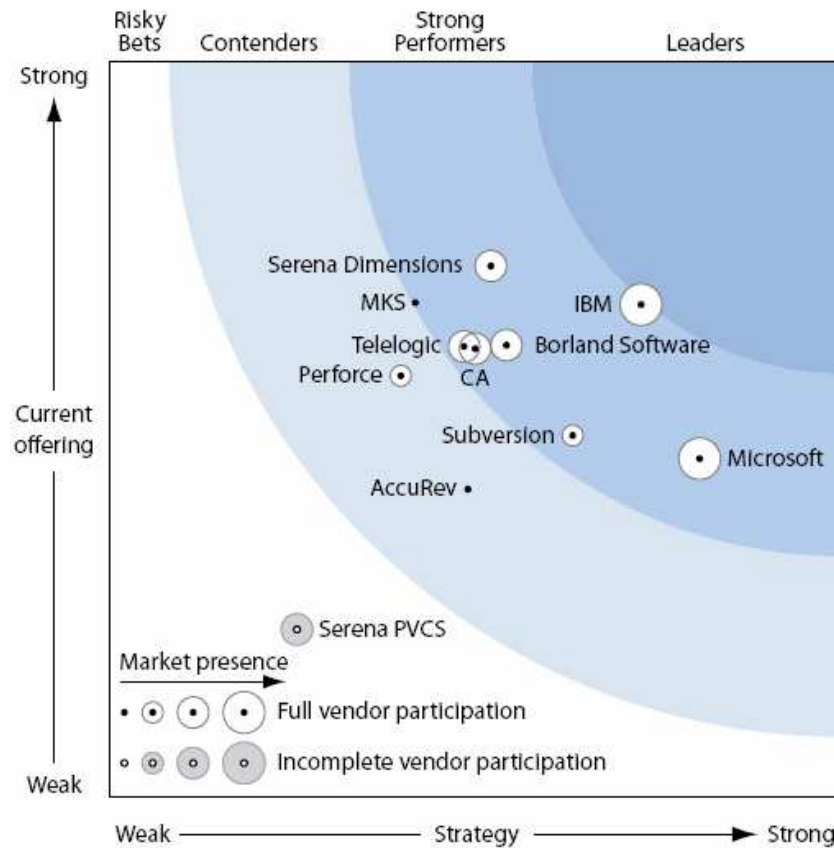 Risky
Bets
Contenders
Strong
Performers
Leaders
Strong
Serena Dimensions
MKS
IBM
Telelogic
Borland Software
Perforce
CA
Current
offering
Subversion
Microsoft
AccuRev
Serena PVCS
Market presence
Full vendor participation
Incomplete vendor participation
Weak
Weak
Strategy
Strong